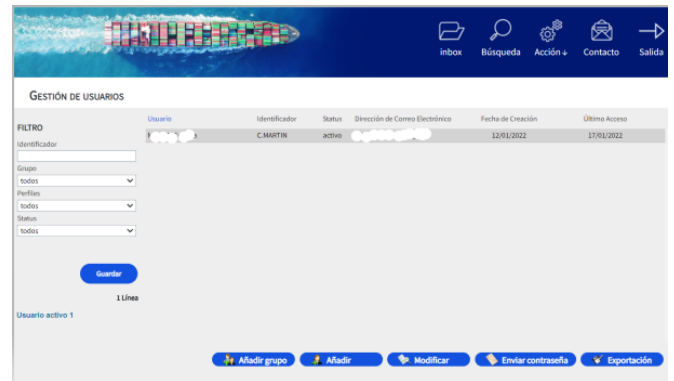 inbox Búsqueda Acción↓ Contacto Salida
GESTIÓN DE USUARIOS
Usuario Identificador Status Dirección de Correo Electrónico Fecha de Creación Último Acceso
C.MARTIN activo 12/01/2022 17/01/2022
FILTRO
Identificador
Grupo
todos
Perfiles
todos
Status
todos
Guardar
1 Línea
Usuario activo 1
Añadir grupo Añadir Modificar Enviar contraseña Exportación